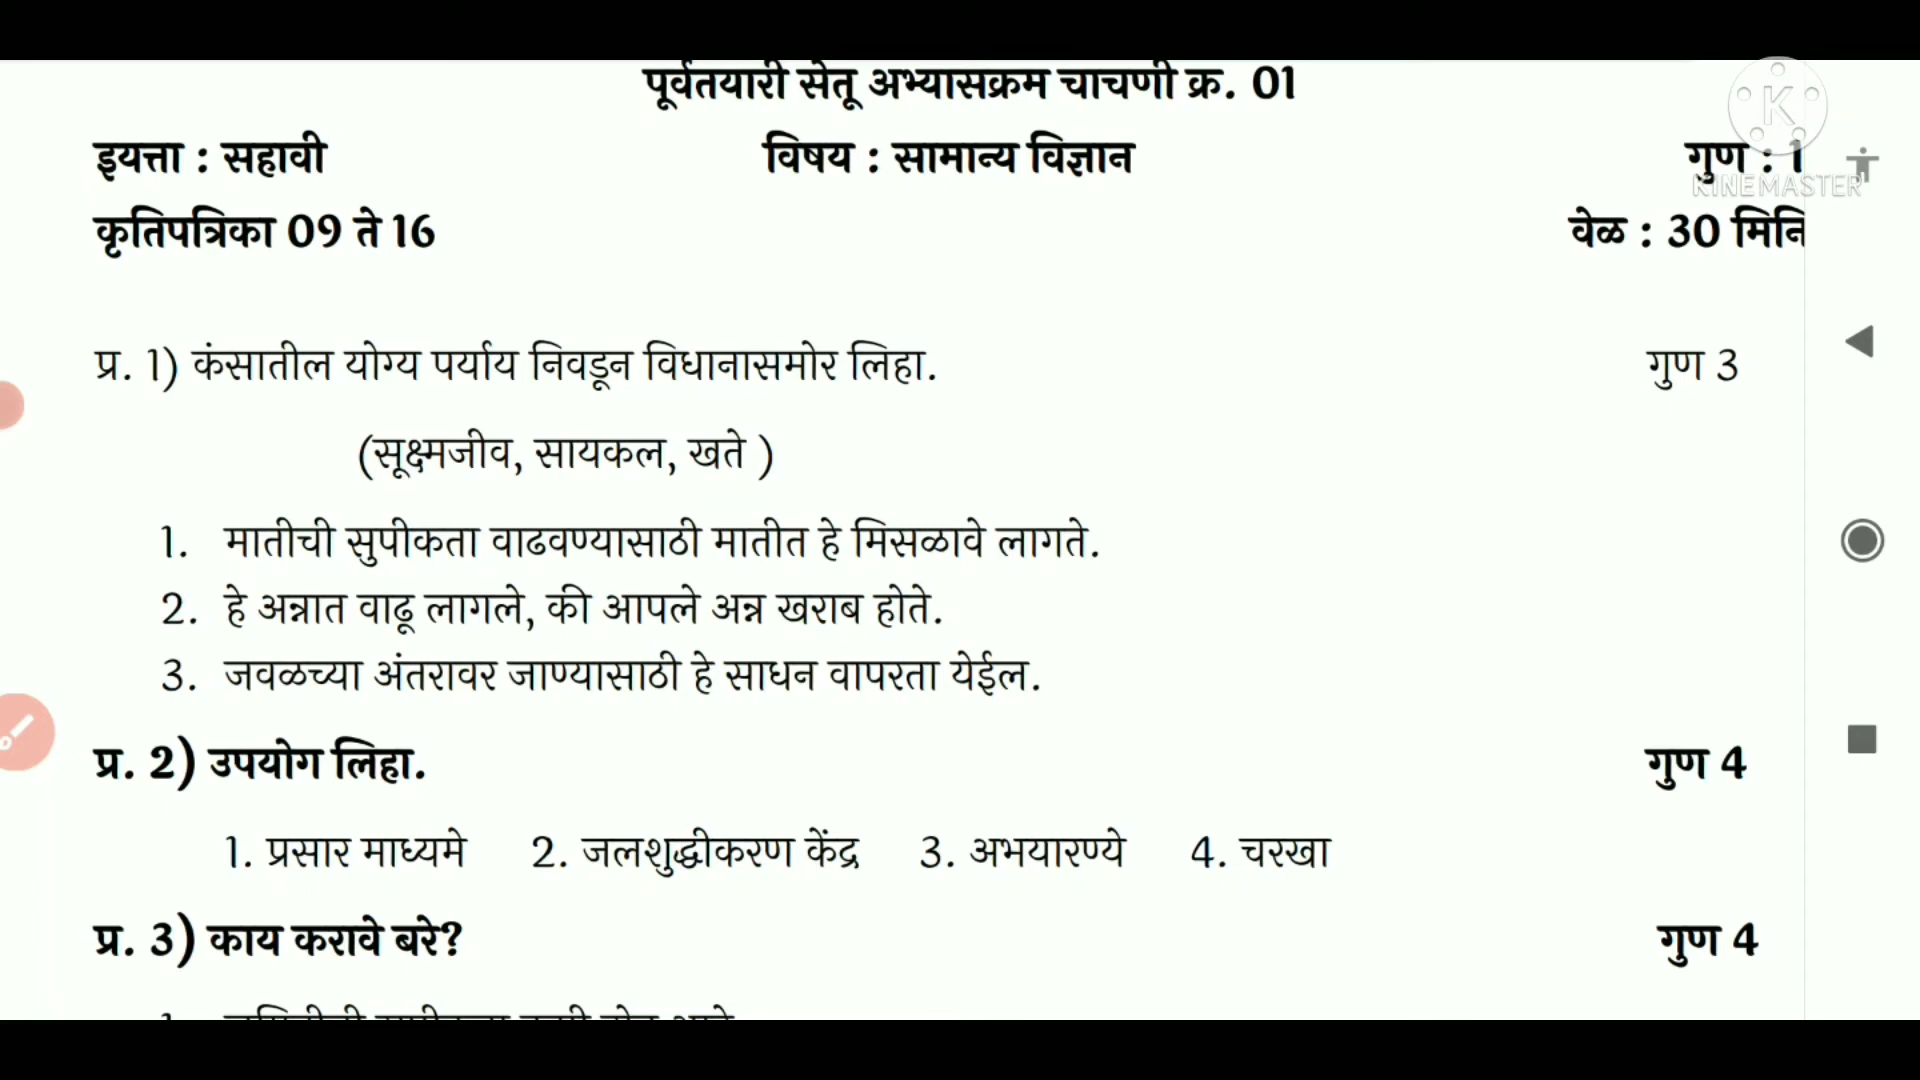 पूर्वतयारी सेतू अभ्यासक्रम चाचणी क्र. 01
इयत्ता : सहावी विषय : सामान्य विज्ञान गुण : 1
KINEMASTER
कृतिपत्रिका 09 ते 16 वेळ : 30 मिनि
प्र. 1) कंसातील योग्य पर्याय निवडून विधानासमोर लिहा. गुण 3
(सूक्ष्मजीव, सायकल, खते )
1. मातीची सुपीकता वाढवण्यासाठी मातीत हे मिसळावे लागते.
2. हे अन्नात वाढू लागले, की आपले अन्न खराब होते.
3. जवळच्या अंतरावर जाण्यासाठी हे साधन वापरता येईल.
प्र. 2) उपयोग लिहा. गुण 4
1. प्रसार माध्यमे 2. जलशुद्धीकरण केंद्र 3. अभयारण्ये 4. चरखा
प्र. 3) काय करावे बरे? गुण 4